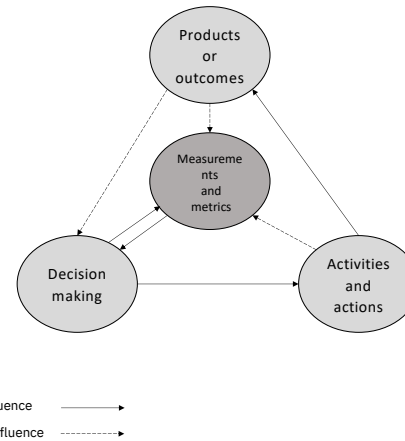 Products
or
outcomes
Measureme
nts
and
metrics
Decision
making
Activities
and
actions
uence
fluence